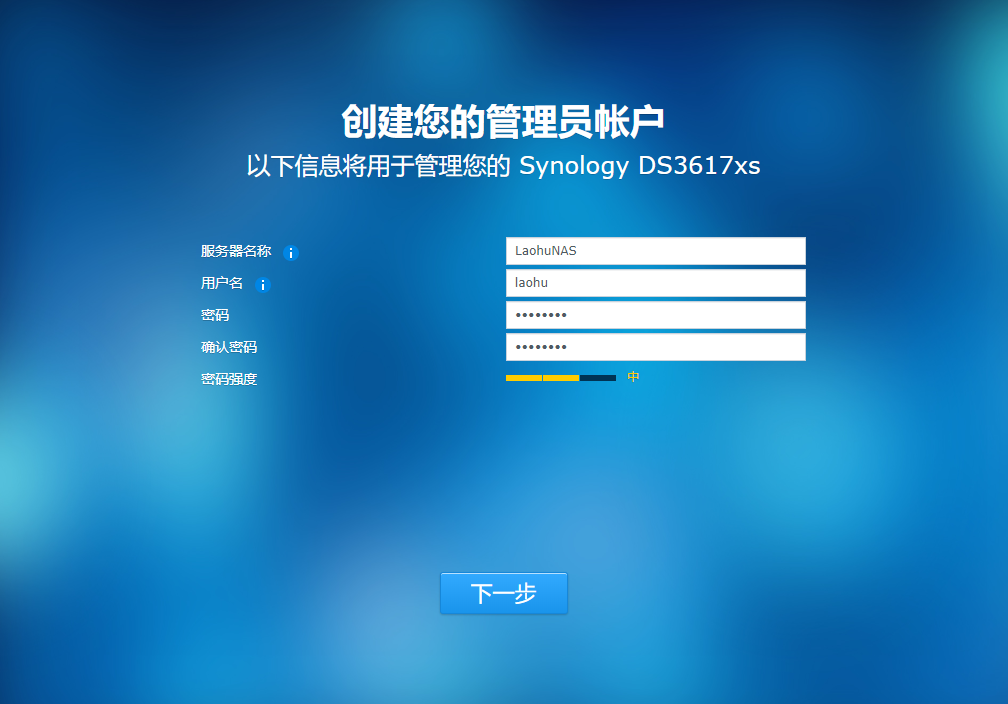 创建您的管理员帐户
以下信息将用于管理您的 Synology DS3617xs
服务器名称 LaohuNAS
用户名 laohu
密码 ••••••••
确认密码 ••••••••
密码强度 中
下一步